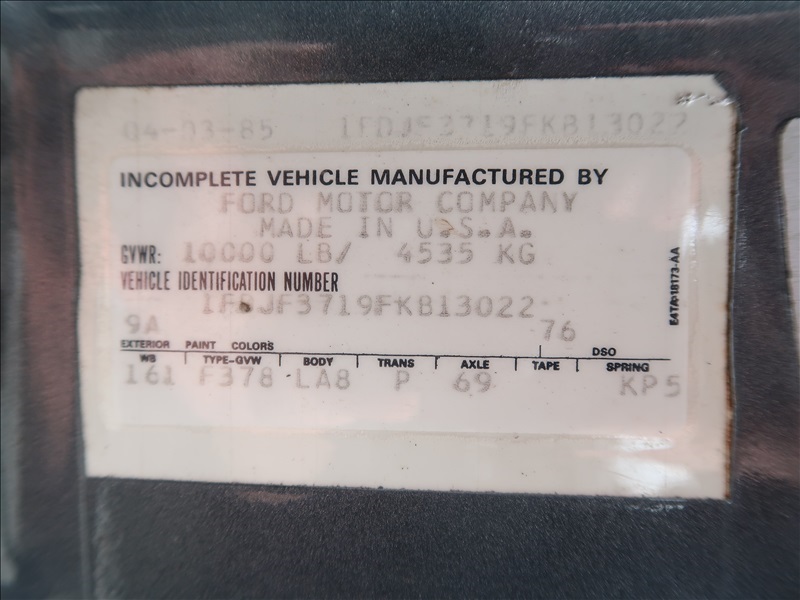 04-03-85 1FDJF3719FKB13022
INCOMPLETE VEHICLE MANUFACTURED BY
FORD MOTOR COMPANY
MADE IN U.S.A.
GVWR: 10000 LB/ 4535 KG
VEHICLE IDENTIFICATION NUMBER
1FDJF3719FKB13022
9A 76
EXTERIOR PAINT COLORS DSO
WB TYPE-GVW BODY TRANS AXLE TAPE SPRING
161 F378 LA8 P 69 KP5
E4TA-18173-AA